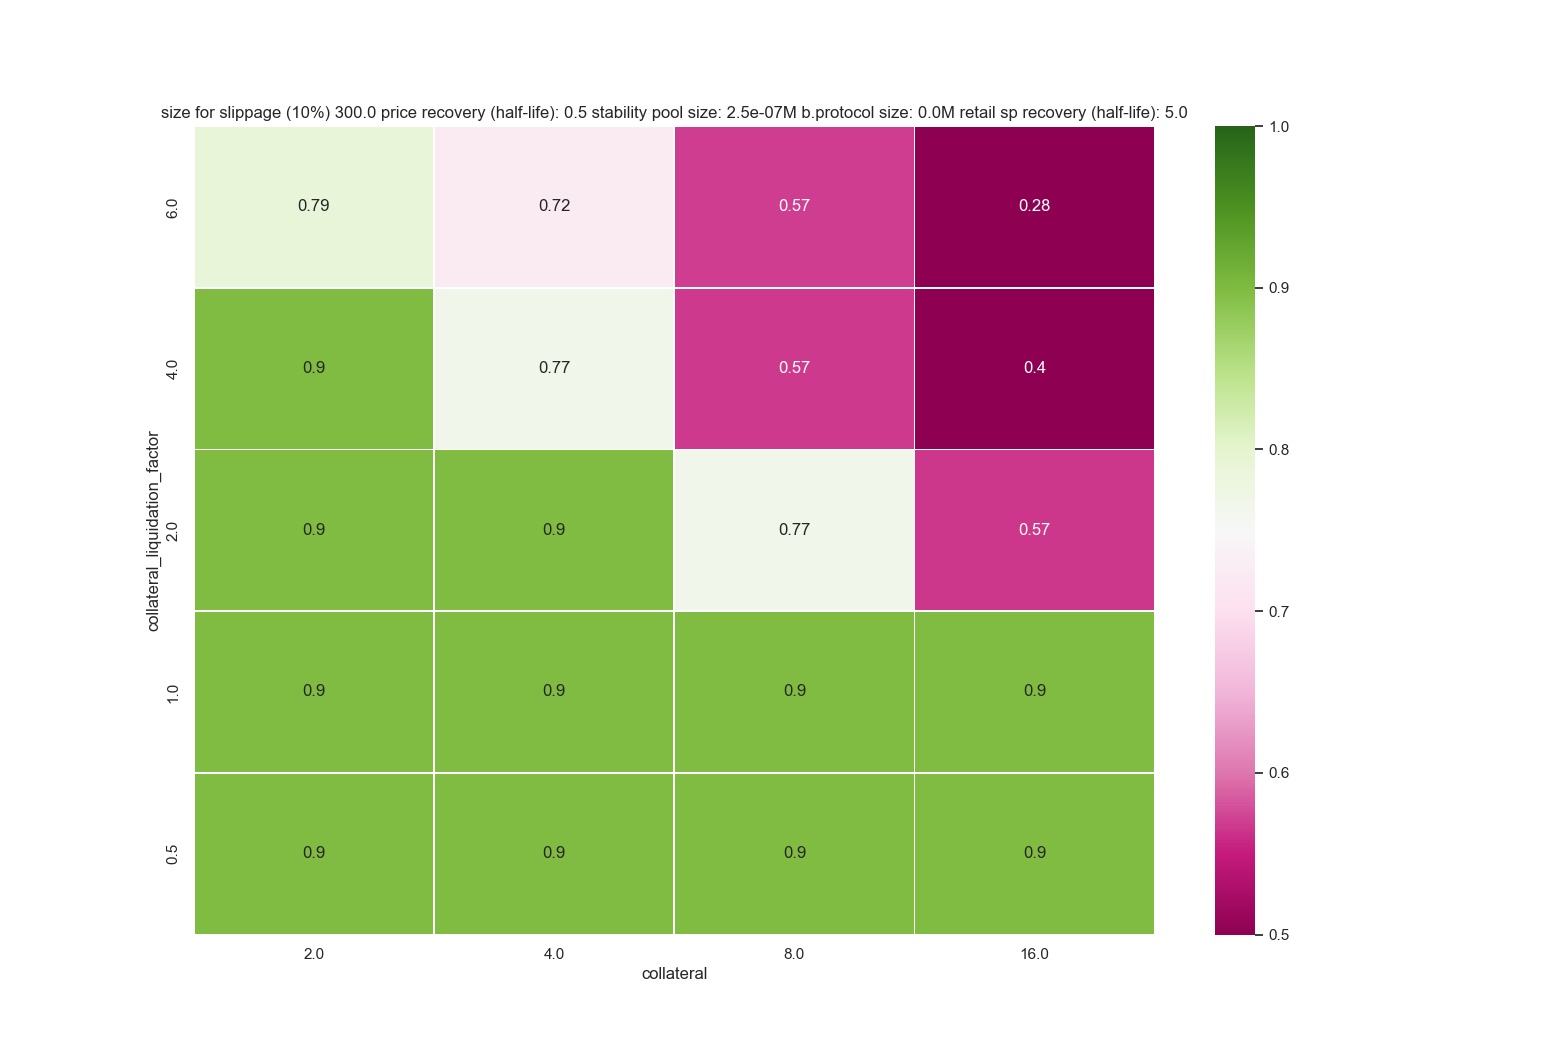 size for slippage (10%) 300.0 price recovery (half-life): 0.5 stability pool size: 2.5e-07M b.protocol size: 0.0M retail sp recovery (half-life): 5.0
collateral_liquidation_factor
6.0 0.79 0.72 0.57 0.28
4.0 0.9 0.77 0.57 0.4
2.0 0.9 0.9 0.77 0.57
1.0 0.9 0.9 0.9 0.9
0.5 0.9 0.9 0.9 0.9
2.0 4.0 8.0 16.0
collateral
1.0
0.9
0.8
0.7
0.6
0.5